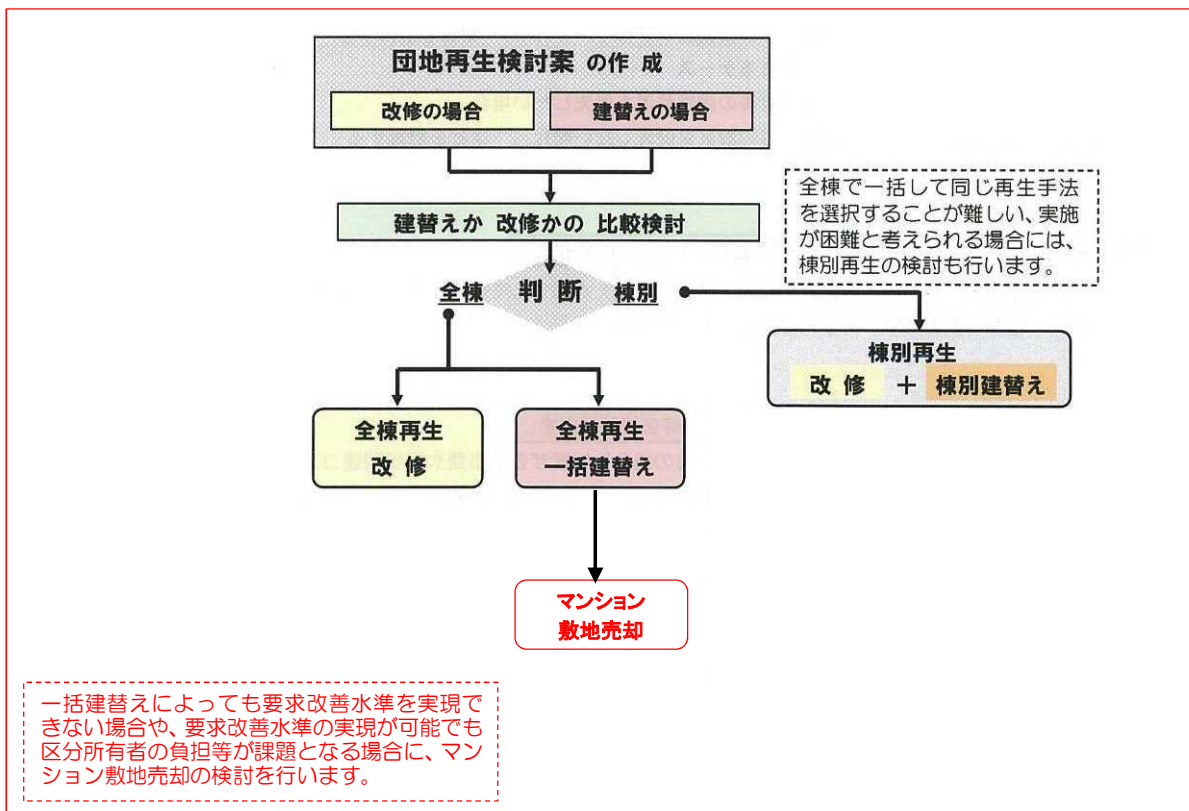 団地再生検討案 の作 成
改修の場合
建替えの場合
建替えか 改修かの 比較検討
全棟で一括して同じ再生手法
を選択することが難しい、実施
が困難と考えられる場合には、
棟別再生の検討も行います。
全棟 判 断 棟別
棟別再生
改 修 ＋ 棟別建替え
全棟再生
改 修
全棟再生
一括建替え
マンション
敷地売却
一括建替えによっても要求改善水準を実現で
きない場合や、要求改善水準の実現が可能でも
区分所有者の負担等が課題となる場合に、マン
ション敷地売却の検討を行います。